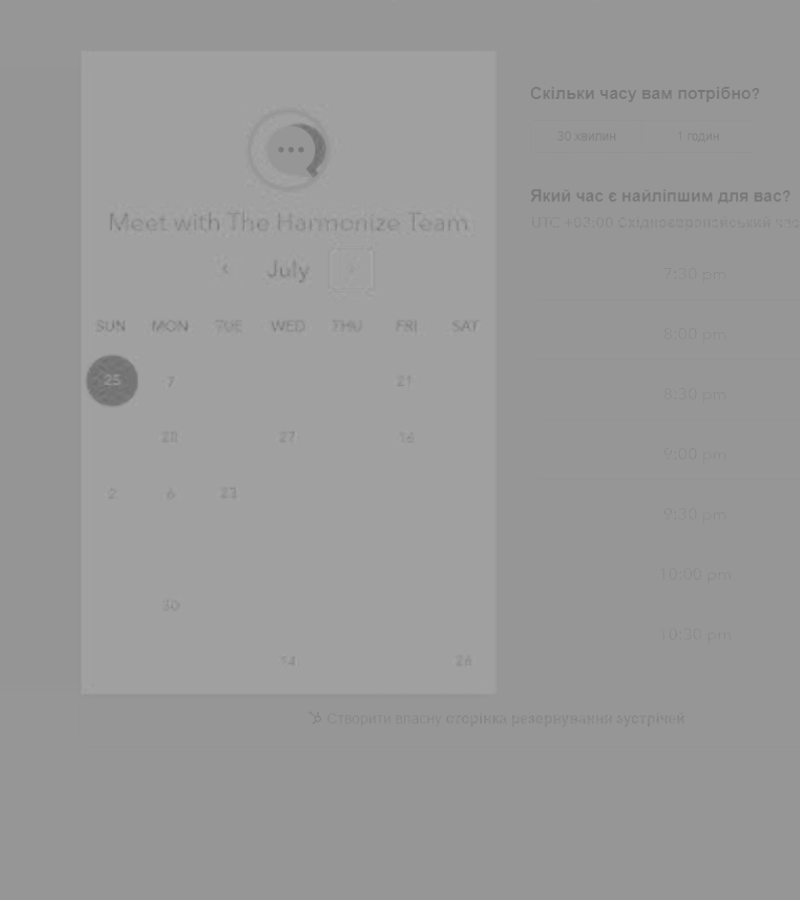 Meet with The Harmonize Team
July
SUN MON TUE WED THU FRI SAT
25 7 21
28 27 16
2 6 23
30
14 28
Скільки часу вам потрібно?
30 хвилин 1 годин
Який час є найліпшим для вас?
UTC +03:00 Східноєвропейський час
7:30 pm
8:00 pm
8:30 pm
9:00 pm
9:30 pm
10:00 pm
10:30 pm
Створити власну сторінка резервування зустрічей